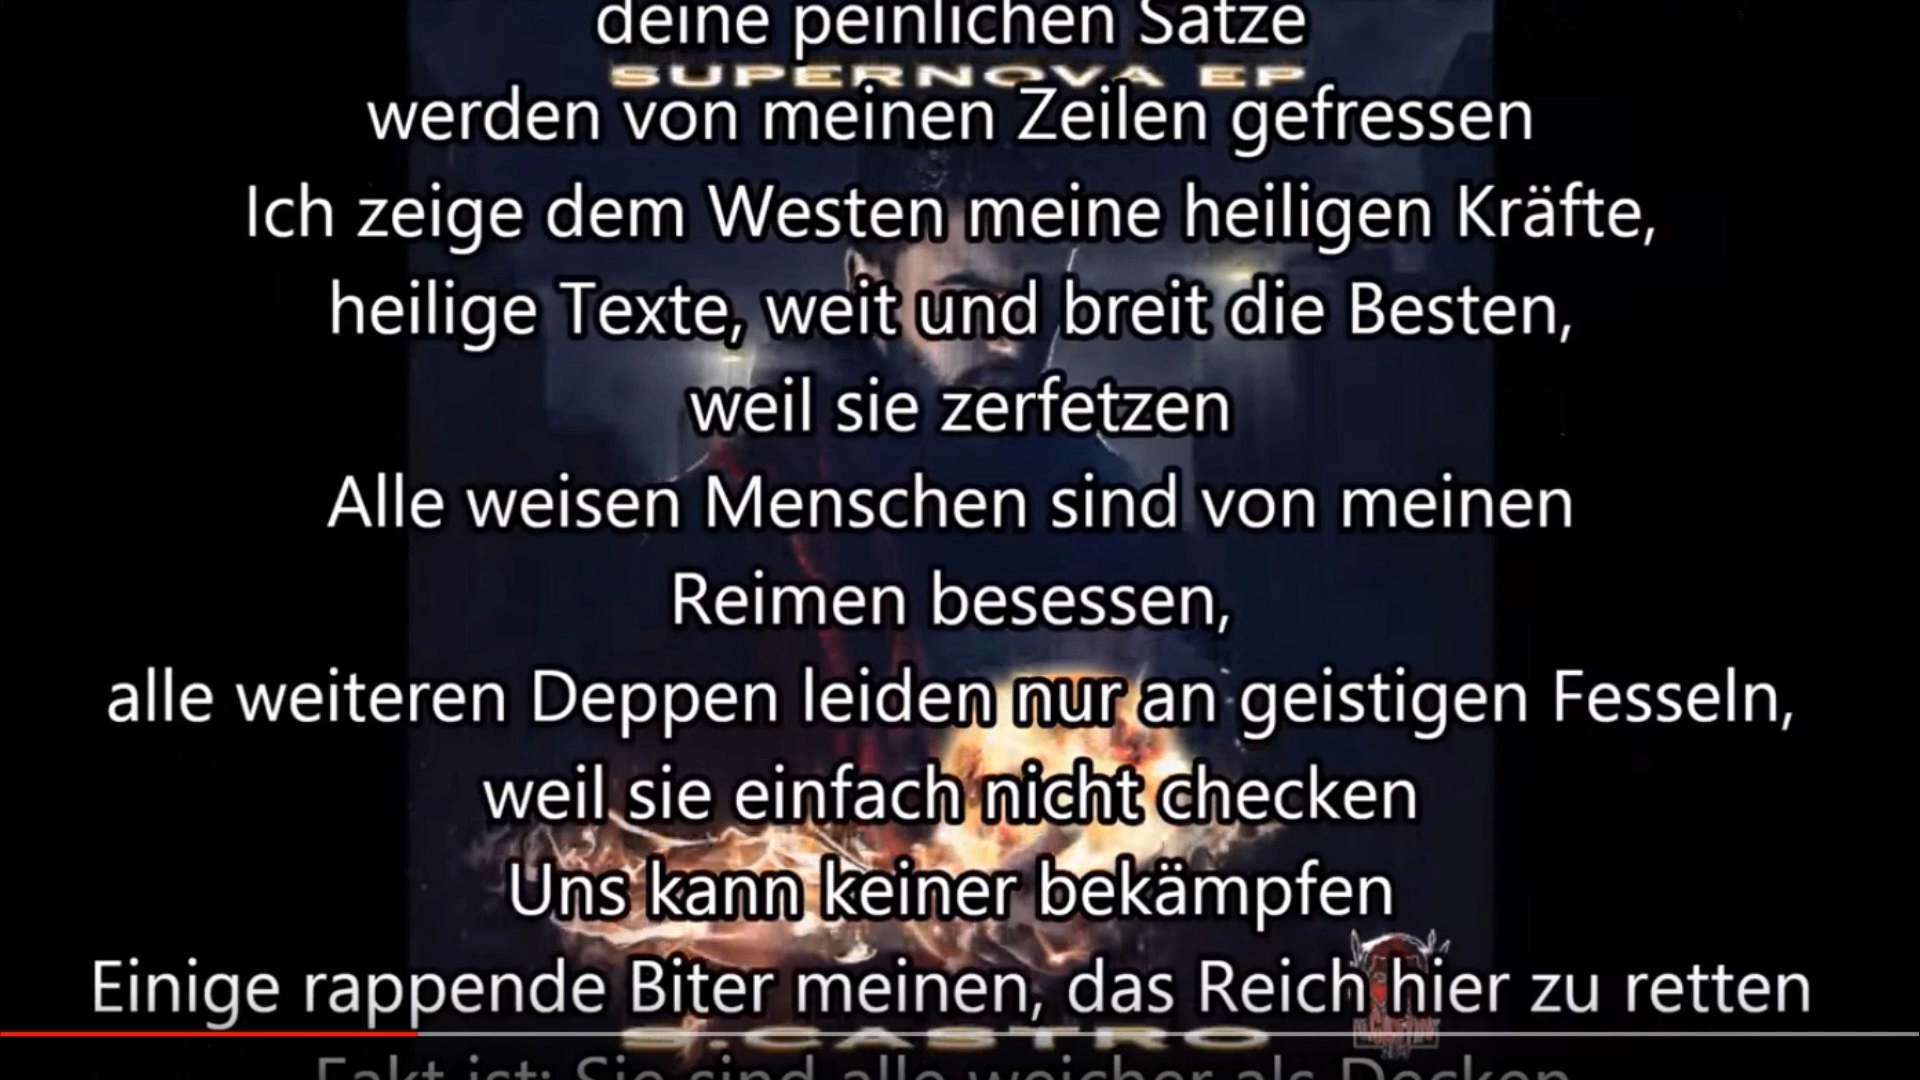 deine peinlichen Sätze
SUPERNOVA EP
werden von meinen Zeilen gefressen
Ich zeige dem Westen meine heiligen Kräfte,
heilige Texte, weit und breit die Besten,
weil sie zerfetzen
Alle weisen Menschen sind von meinen
Reimen besessen,
alle weiteren Deppen leiden nur an geistigen Fesseln,
weil sie einfach nicht checken
Uns kann keiner bekämpfen
Einige rappende Biter meinen, das Reich hier zu retten
S.CASTRO
Fakt ist: Sie sind alle weicher als Decken